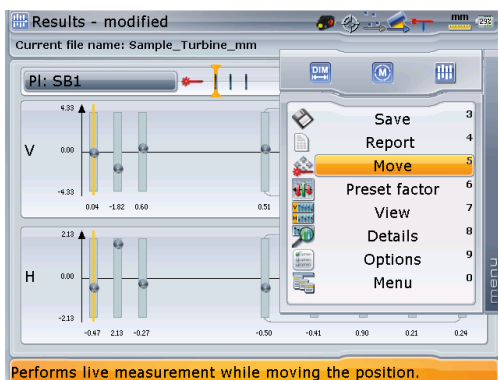 Results - modified
mm 29%
Current file name: Sample_Turbine_mm
DIM M
Pl: SB1
Save 3
Report 4
Move 5
Preset factor 6
View 7
Details 8
Options 9
Menu 0
menu
4.33
V 0.00
-4.33
0.04 -1.82 0.60 0.51
2.13
H 0.00
-2.13
-0.47 2.13 -0.27 -0.50 -0.41 0.90 0.21 0.24
Performs live measurement while moving the position.